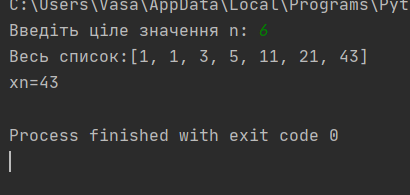 C:\Users\Vasa\AppData\Local\Programs\Pyt
Введіть ціле значення n: 6
Весь список:[1, 1, 3, 5, 11, 21, 43]
xn=43
Process finished with exit code 0